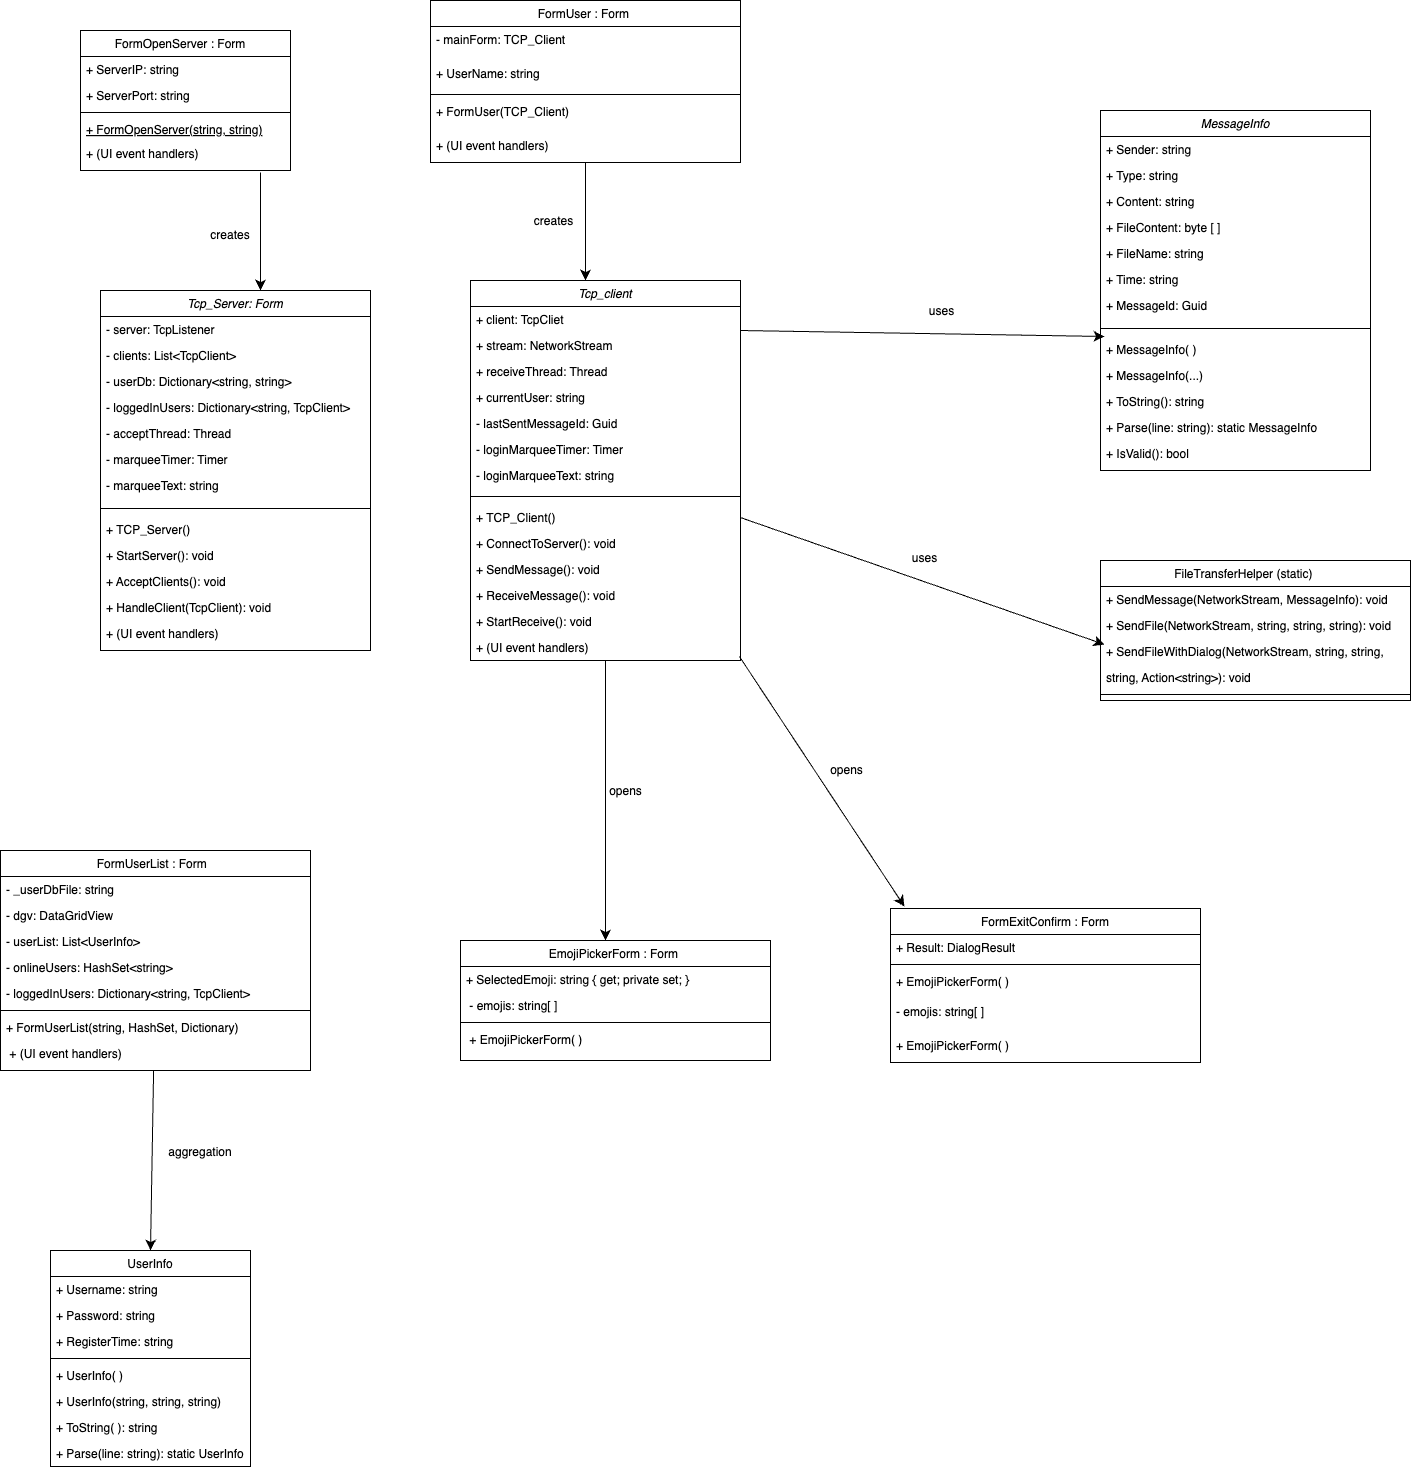 FormOpenServer : Form
+ ServerIP: string
+ ServerPort: string
+ FormOpenServer(string, string)
+ (UI event handlers)
creates
Tcp_Server: Form
- server: TcpListener
- clients: List<TcpClient>
- userDb: Dictionary<string, string>
- loggedInUsers: Dictionary<string, TcpClient>
- acceptThread: Thread
- marqueeTimer: Timer
- marqueeText: string
+ TCP_Server()
+ StartServer(): void
+ AcceptClients(): void
+ HandleClient(TcpClient): void
+ (UI event handlers)
FormUser : Form
- mainForm: TCP_Client
+ UserName: string
+ FormUser(TCP_Client)
+ (UI event handlers)
creates
Tcp_client
+ client: TcpCliet
+ stream: NetworkStream
+ receiveThread: Thread
+ currentUser: string
- lastSentMessageId: Guid
- loginMarqueeTimer: Timer
- loginMarqueeText: string
+ TCP_Client()
+ ConnectToServer(): void
+ SendMessage(): void
+ ReceiveMessage(): void
+ StartReceive(): void
+ (UI event handlers)
uses
MessageInfo
+ Sender: string
+ Type: string
+ Content: string
+ FileContent: byte [ ]
+ FileName: string
+ Time: string
+ MessageId: Guid
+ MessageInfo( )
+ MessageInfo(...)
+ ToString(): string
+ Parse(line: string): static MessageInfo
+ IsValid(): bool
uses
FileTransferHelper (static)
+ SendMessage(NetworkStream, MessageInfo): void
+ SendFile(NetworkStream, string, string, string): void
+ SendFileWithDialog(NetworkStream, string, string,
string, Action<string>): void
opens
opens
FormUserList : Form
- _userDbFile: string
- dgv: DataGridView
- userList: List<UserInfo>
- onlineUsers: HashSet<string>
- loggedInUsers: Dictionary<string, TcpClient>
+ FormUserList(string, HashSet, Dictionary)
+ (UI event handlers)
EmojiPickerForm : Form
+ SelectedEmoji: string { get; private set; }
- emojis: string[ ]
+ EmojiPickerForm( )
FormExitConfirm : Form
+ Result: DialogResult
+ EmojiPickerForm( )
- emojis: string[ ]
+ EmojiPickerForm( )
aggregation
UserInfo
+ Username: string
+ Password: string
+ RegisterTime: string
+ UserInfo( )
+ UserInfo(string, string, string)
+ ToString( ): string
+ Parse(line: string): static UserInfo